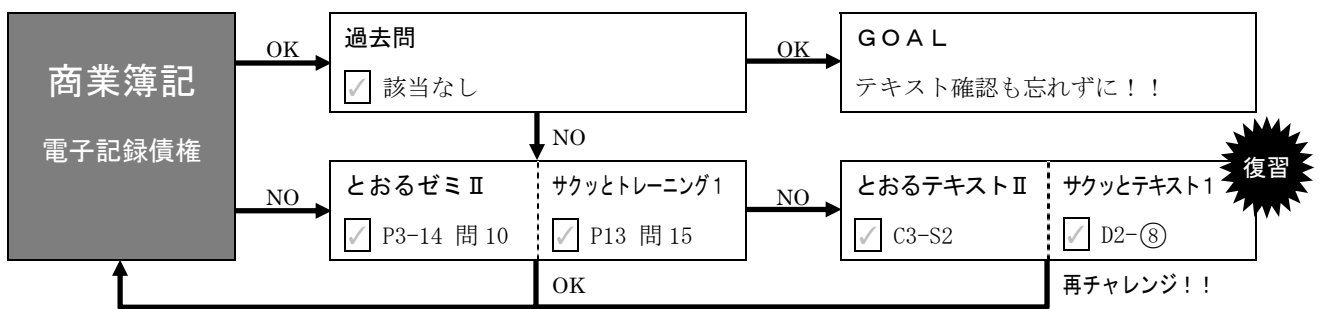 商業簿記
電子記録債権
OK
過去問
✓ 該当なし
OK
ＧＯＡＬ
テキスト確認も忘れずに！！
NO
NO
とおるゼミⅡ
✓ P3-14 問 10
サクッとトレーニング1
✓ P13 問 15
NO
とおるテキストⅡ
✓ C3-S2
サクッとテキスト1
✓ D2-⑧
復習
OK
再チャレンジ！！